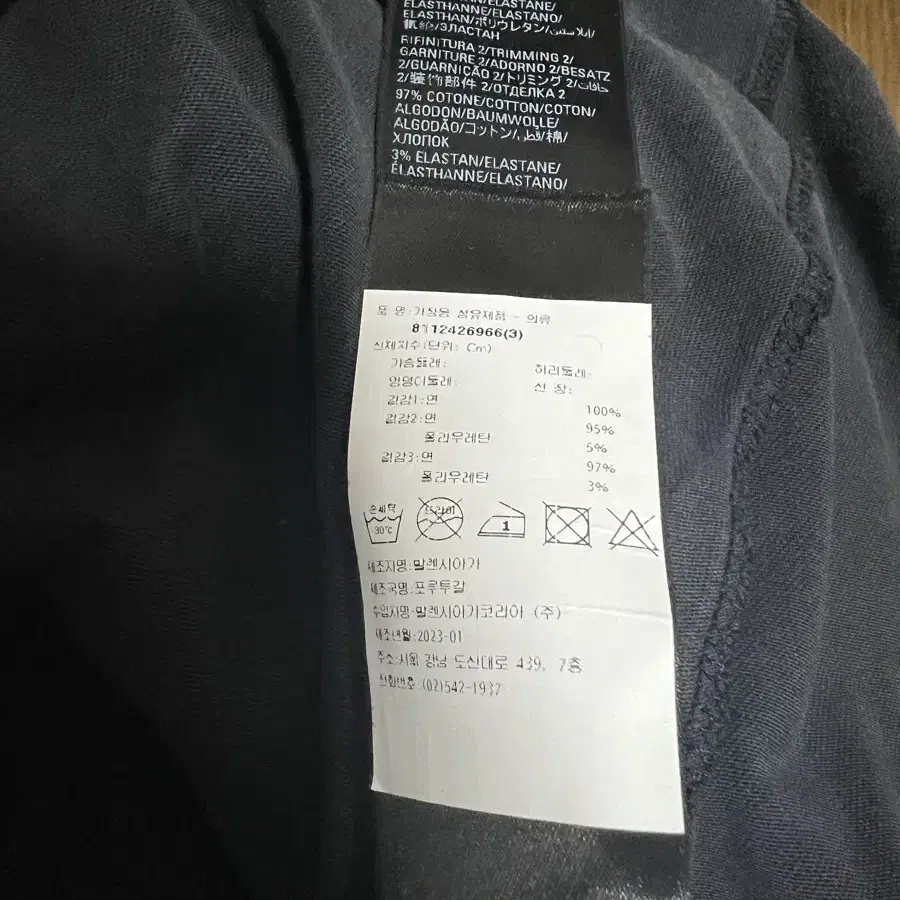 ELASTHANNE/ELASTANO/
ELASTHAN/ポリウレタン/إيلاستين/
氨纶/ЭЛАСТАН
RIFINITURA 2/TRIMMING 2/
GARNITURE 2/ADORNO 2/BESATZ
2/GUARNIÇÃO 2/トリミング 2/حافات
2/装饰部件 2/ОТДЕЛКА 2
97% COTONE/COTTON/COTON/
ALGODON/BAUMWOLLE/
ALGODÃO/コットン/قطن/棉/
ХЛОПОК
3% ELASTAN/ELASTANE/
ELASTHANNE/ELASTANO/
품 명:가정용 섬유제품 - 의류
8112426966(3)
신체치수(단위: Cm)
가슴둘레: 허리둘레:
엉덩이둘레: 신 장:
겉감1:면 100%
겉감2:면 95%
폴리우레탄 5%
겉감3:면 97%
폴리우레탄 3%
손세탁 드라이
30℃ 1
제조자명:발렌시아가
제조국명:포루투갈
수입자명:발렌시아가코리아 (주)
제조년월:2023-01
주소:서울 강남 도산대로 439, 7층
전화번호:(02)542-1937